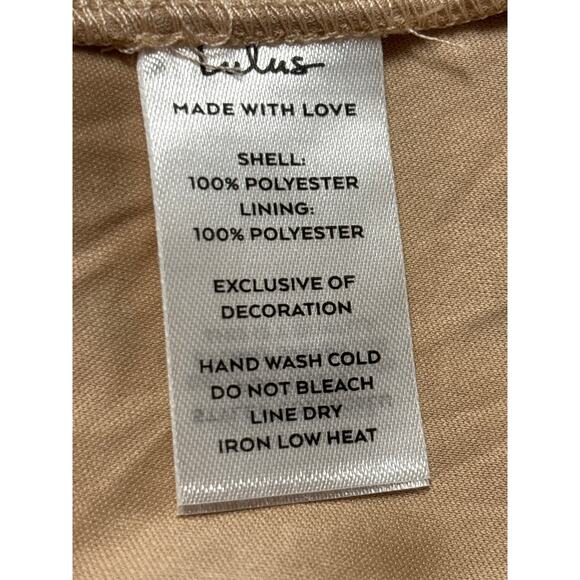 Lulus
MADE WITH LOVE
SHELL:
100% POLYESTER
LINING:
100% POLYESTER
EXCLUSIVE OF
DECORATION
HAND WASH COLD
DO NOT BLEACH
LINE DRY
IRON LOW HEAT